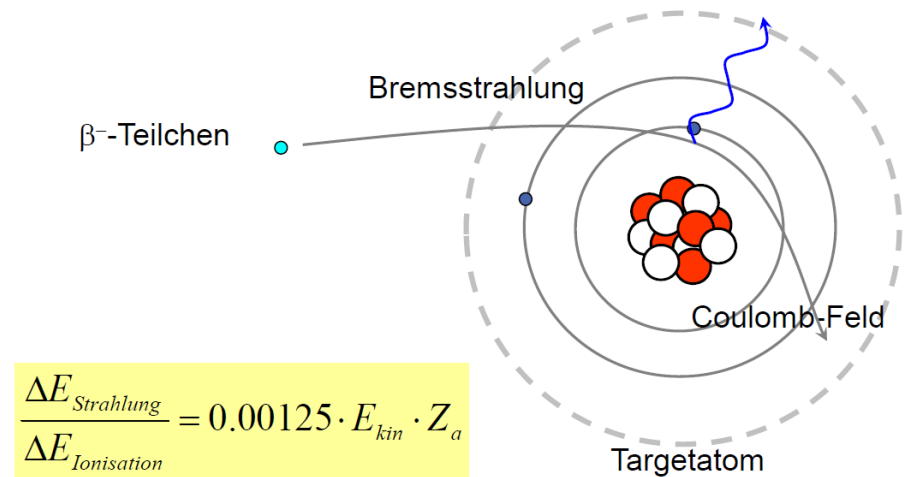 Bremsstrahlung
β⁻-Teilchen
Coulomb-Feld
ΔE_Strahlung / ΔE_Ionisation = 0.00125 · E_kin · Z_a
Targetatom